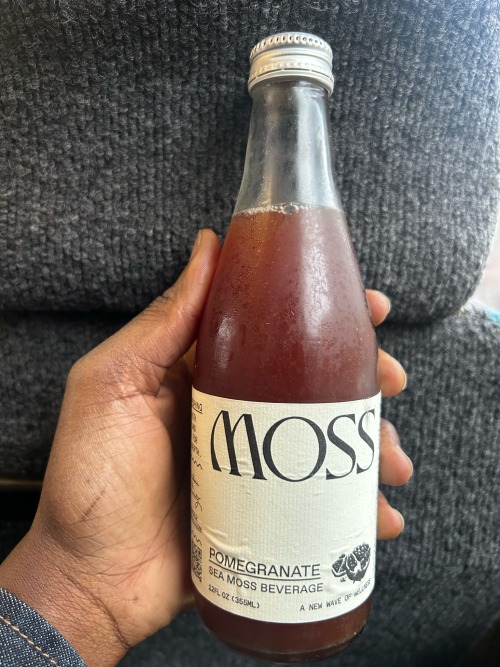 MOSS
POMEGRANATE
SEA MOSS BEVERAGE
12FL OZ (355ML)
A NEW WAVE OF WELLNESS